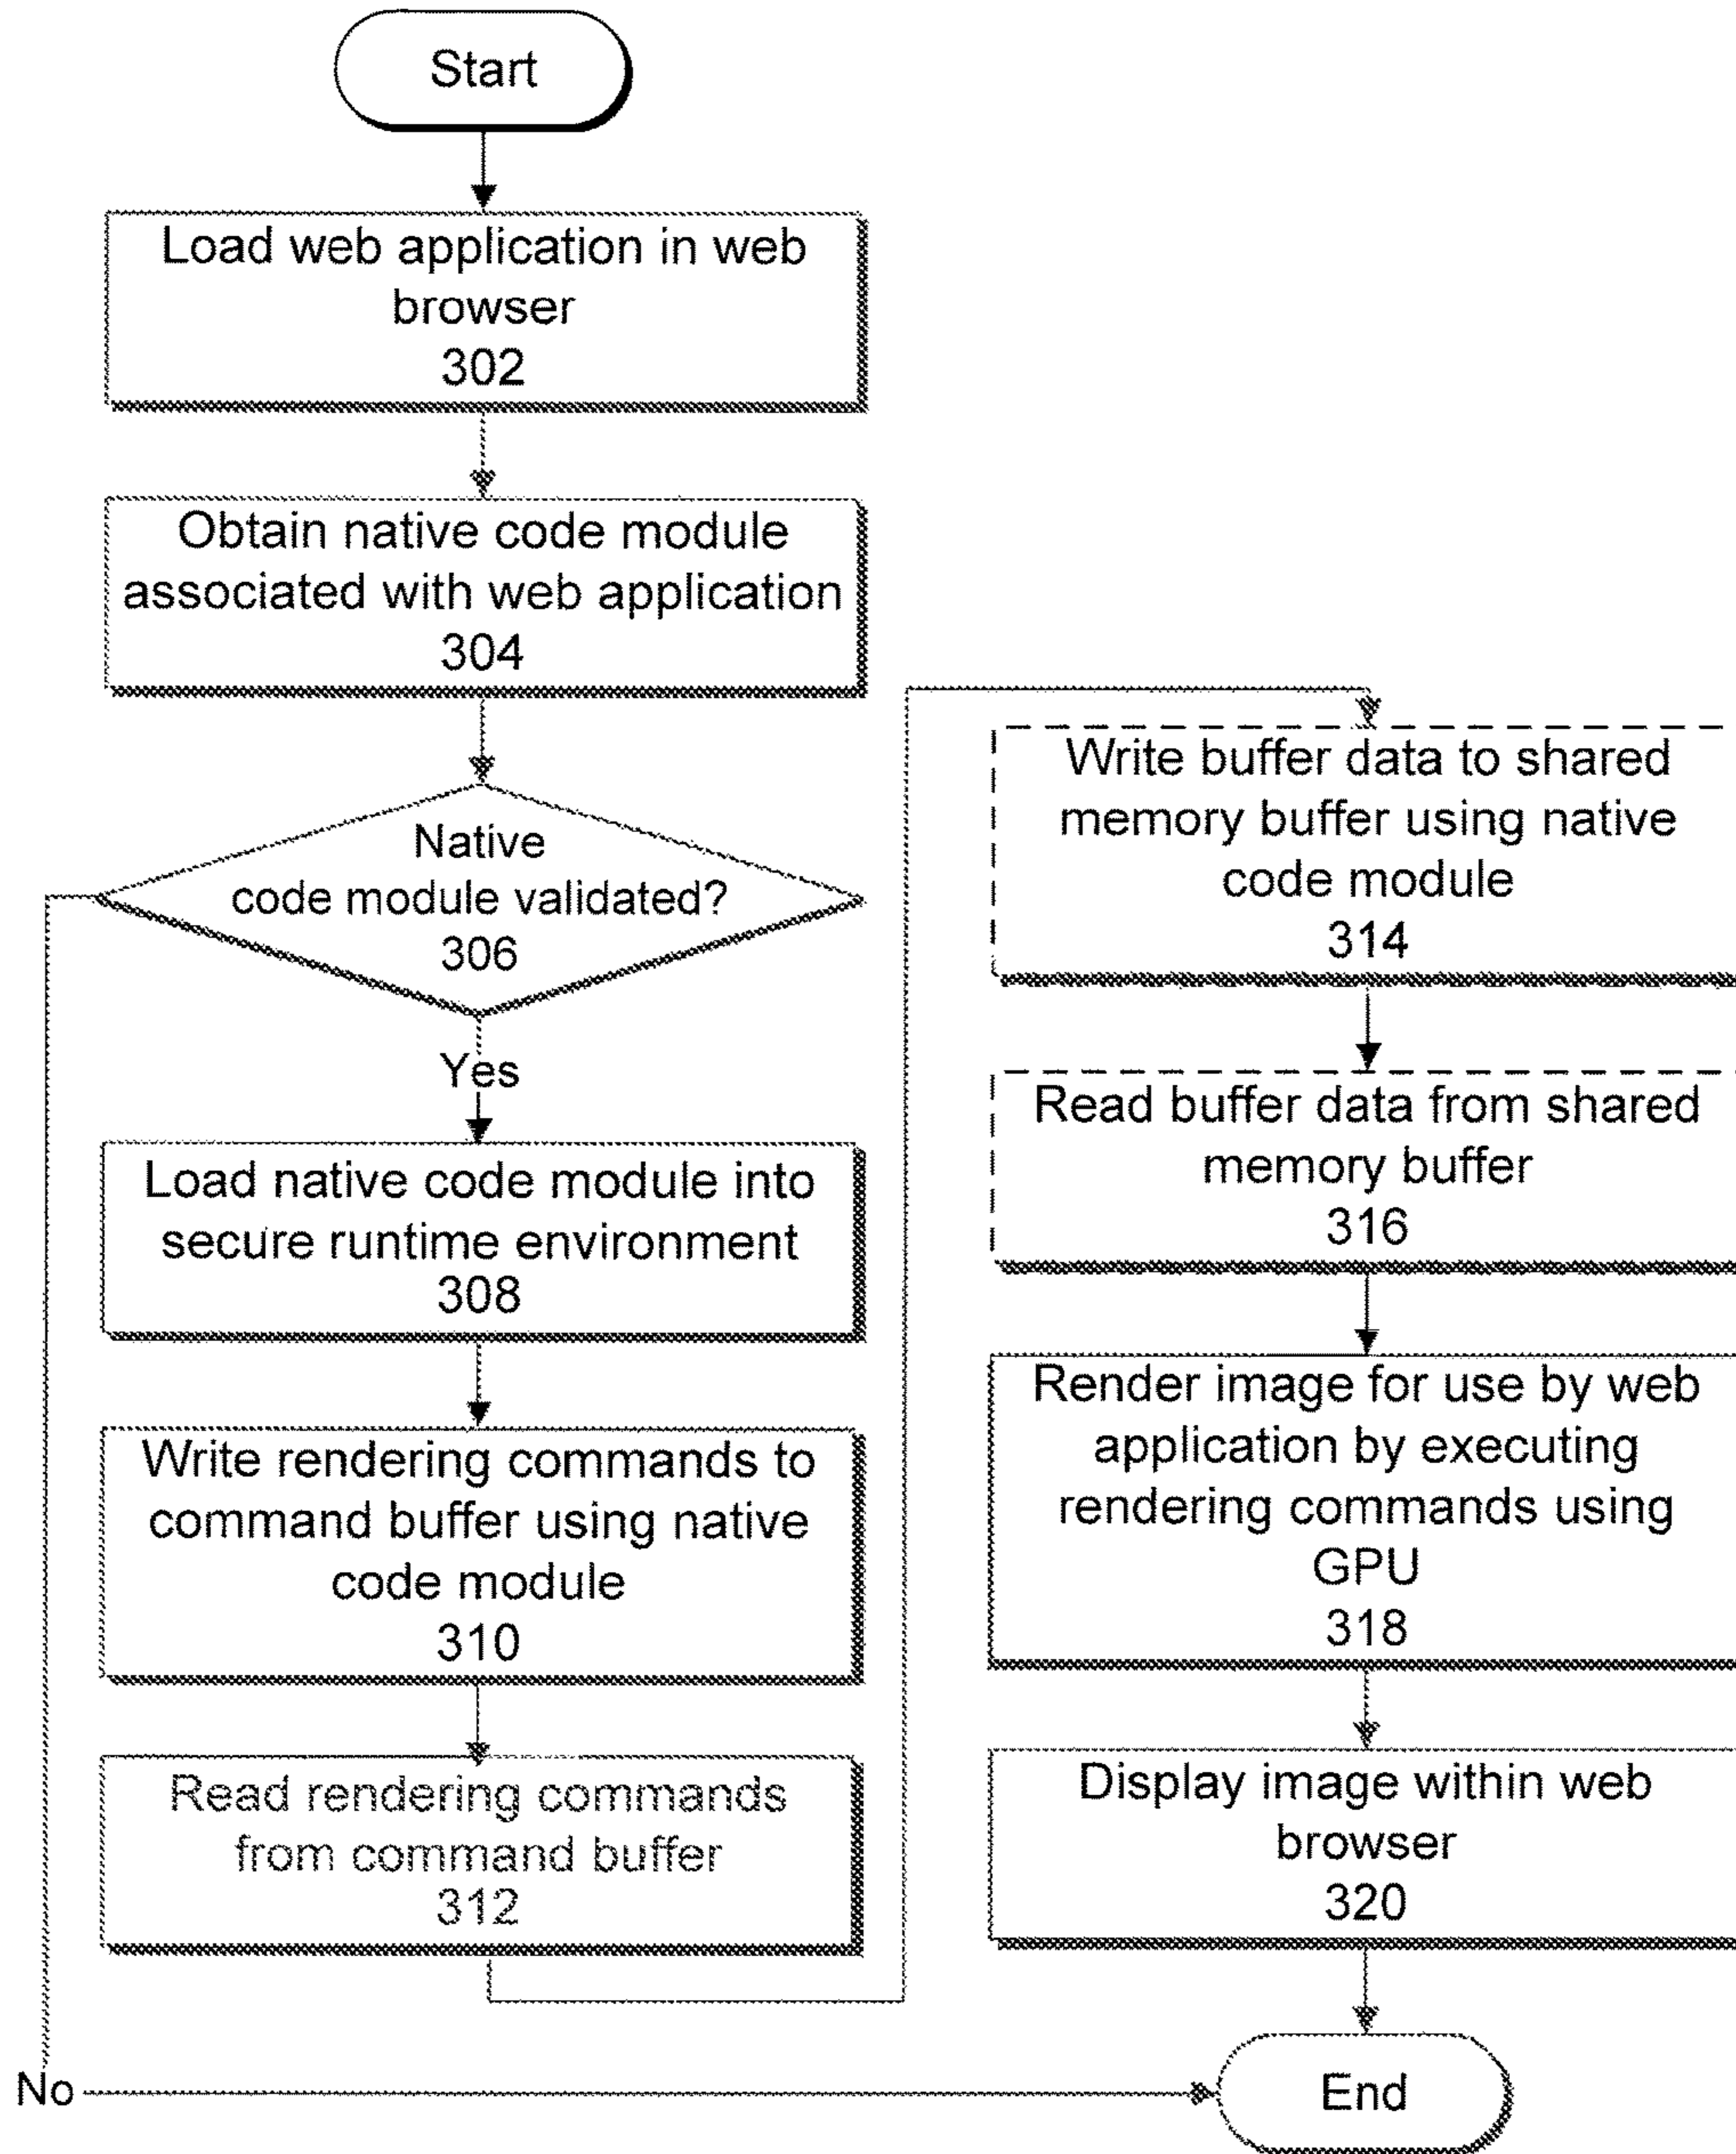 Start
Load web application in web
browser
302
Obtain native code module
associated with web application
304
Native
code module validated?
306
Yes
Load native code module into
secure runtime environment
308
Write rendering commands to
command buffer using native
code module
310
Read rendering commands
from command buffer
312
No
Write buffer data to shared
memory buffer using native
code module
314
Read buffer data from shared
memory buffer
316
Render image for use by web
application by executing
rendering commands using
GPU
318
Display image within web
browser
320
End